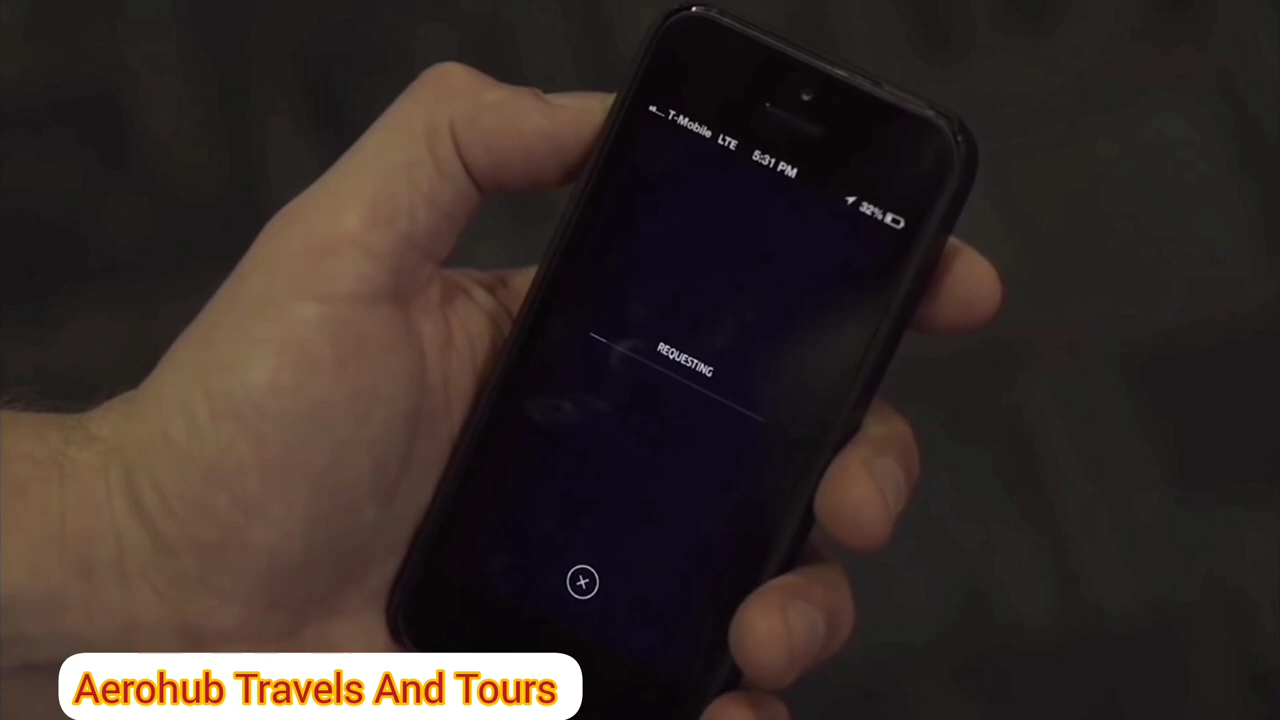 T-Mobile LTE 5:31 PM 32%
REQUESTING
Aerohub Travels And Tours